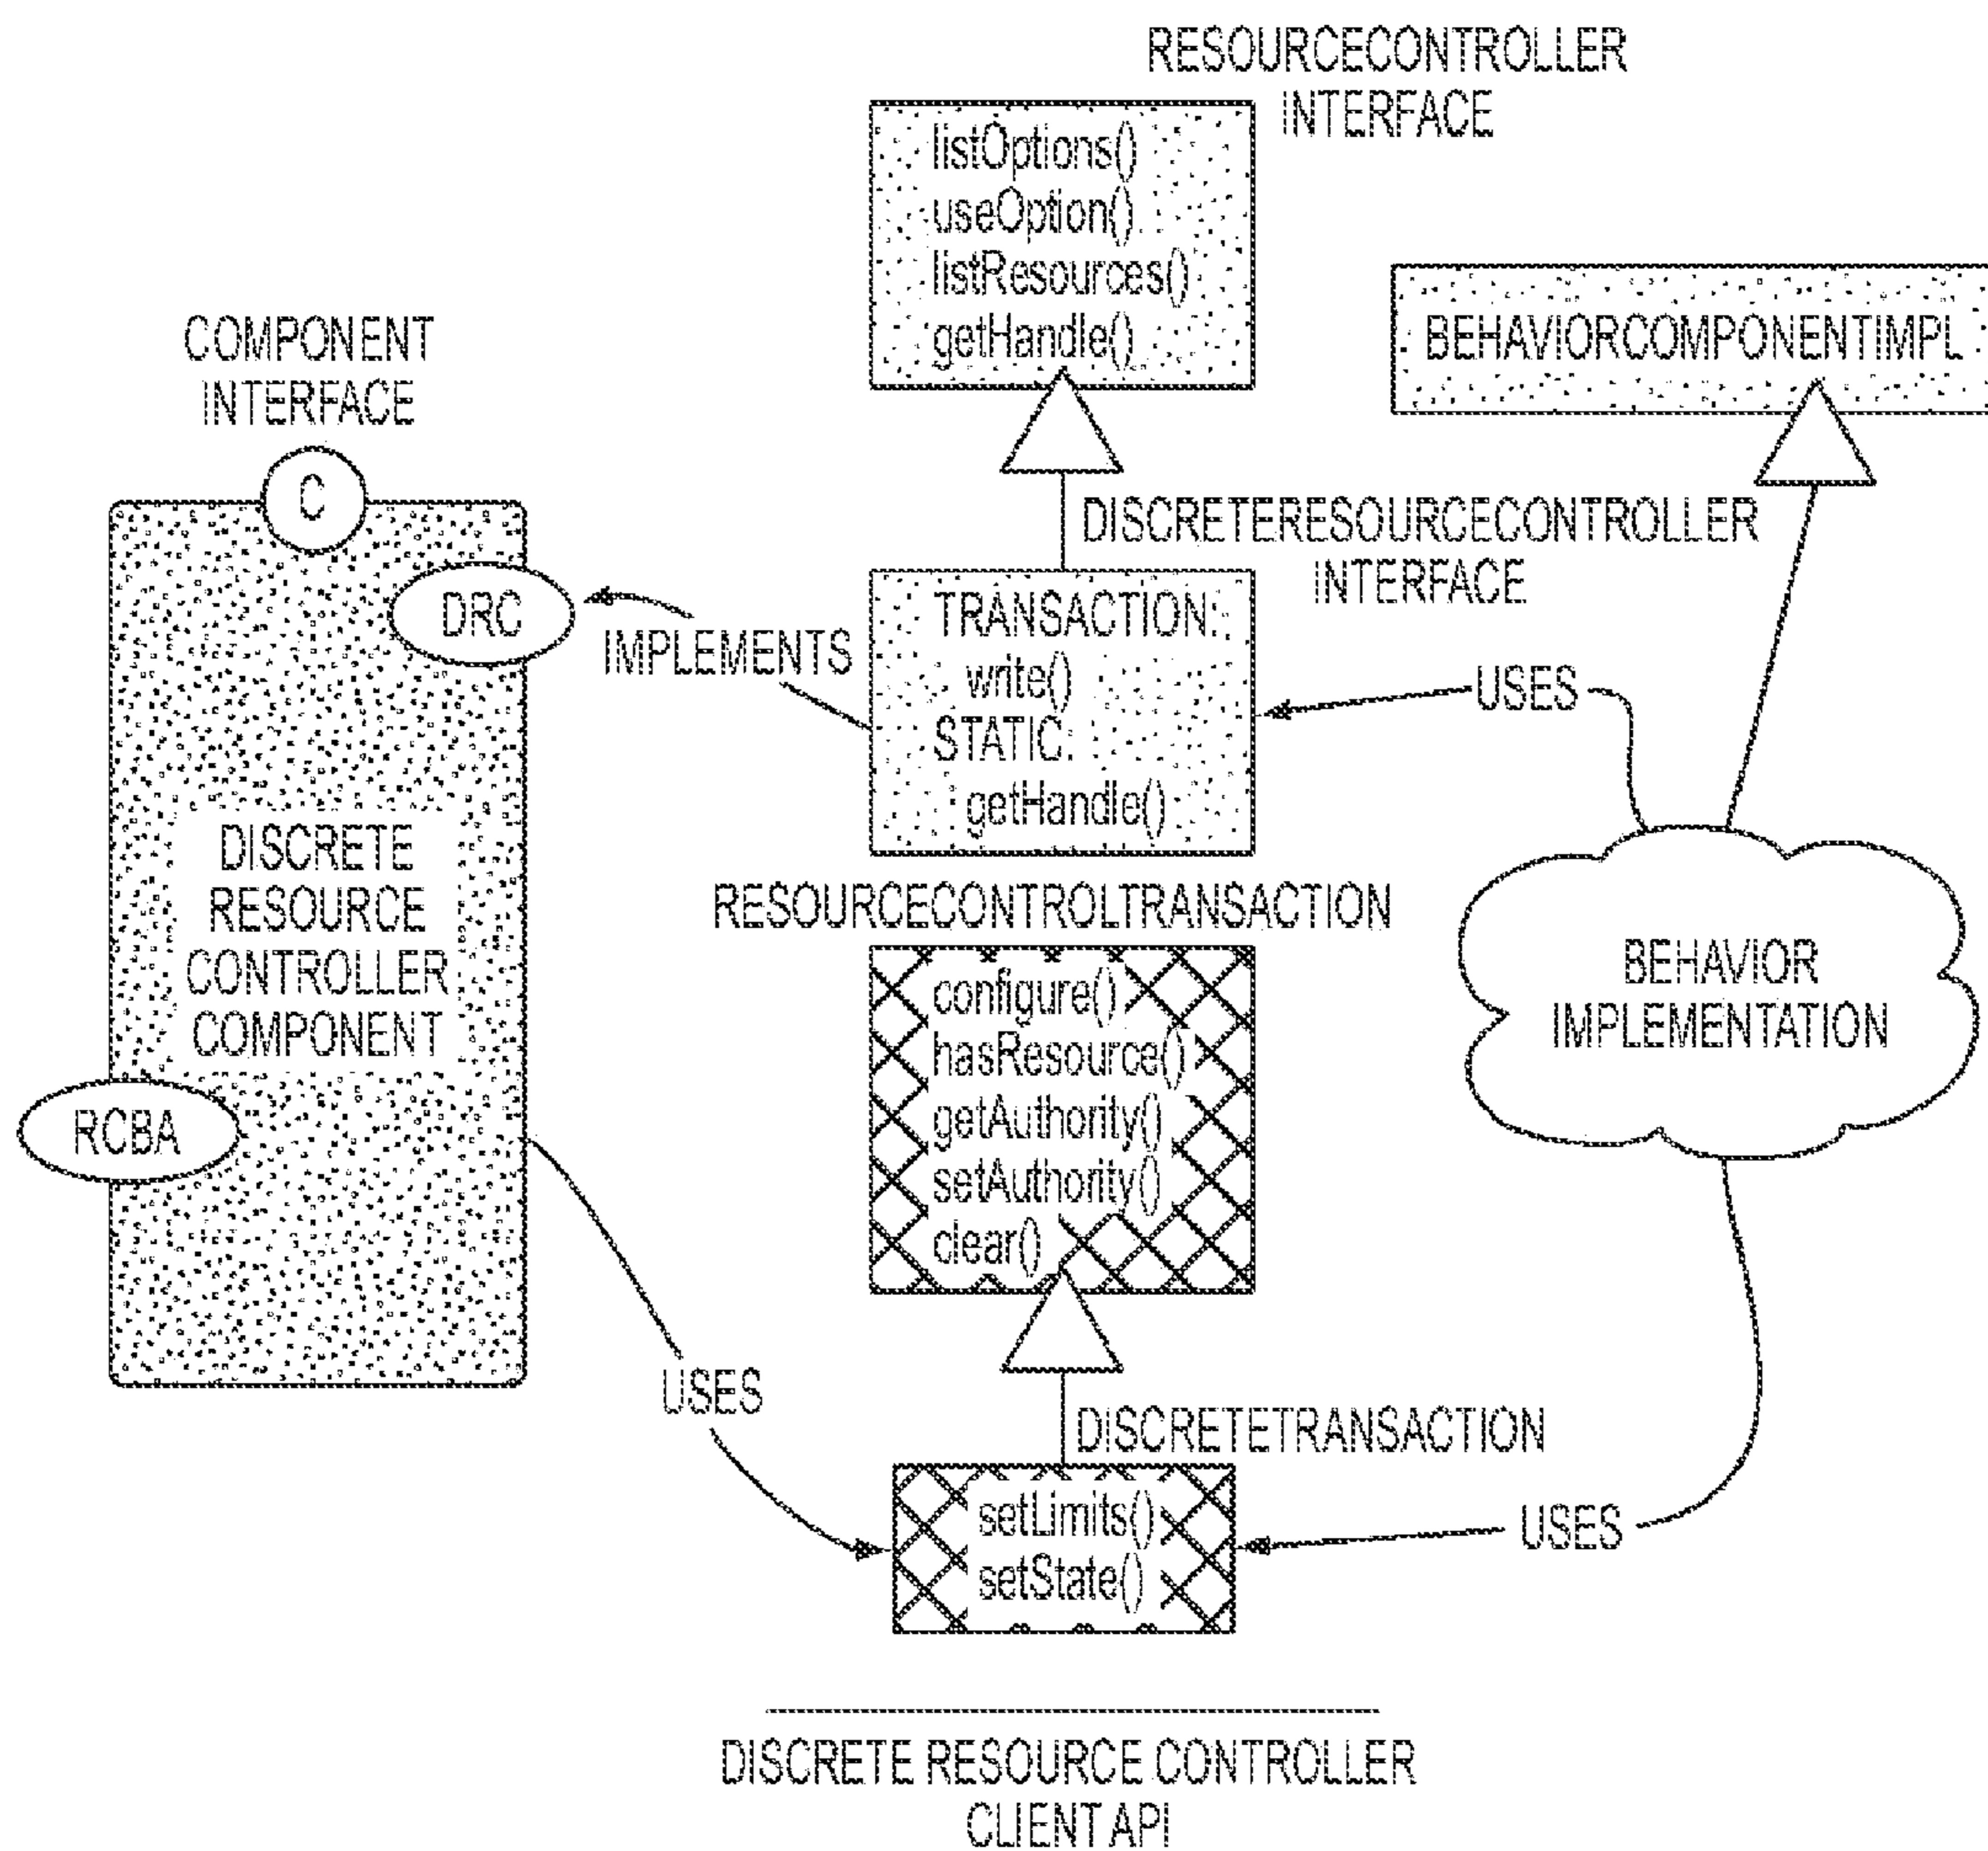 RESOURCECONTROLLER
INTERFACE
listOptions()
useOption()
listResources()
getHandle()
BEHAVIORCOMPONENTIMPL
COMPONENT
INTERFACE
C
DISCRETERESOURCECONTROLLER
INTERFACE
DRC
IMPLEMENTS
TRANSACTION:
write()
STATIC:
getHandle()
USES
DISCRETE
RESOURCE
CONTROLLER
COMPONENT
RCBA
RESOURCECONTROLTRANSACTION
configure()
hasResource()
getAuthority()
setAuthority()
clear()
BEHAVIOR
IMPLEMENTATION
USES
DISCRETETRANSACTION
setLimits()
setState()
USES
DISCRETE RESOURCE CONTROLLER
CLIENT API